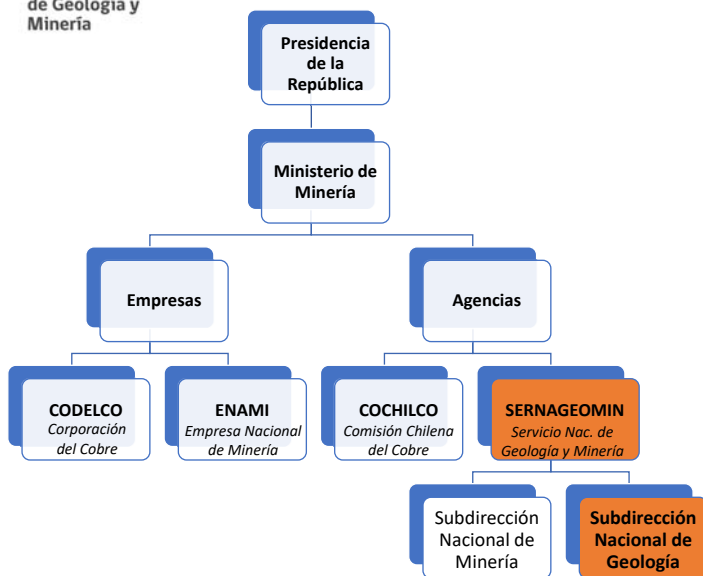 de Geología y
Minería
Presidencia
de la
República
Ministerio de
Minería
Empresas
Agencias
CODELCO
Corporación
del Cobre
ENAMI
Empresa Nacional
de Minería
COCHILCO
Comisión Chilena
del Cobre
SERNAGEOMIN
Servicio Nac. de
Geología y Minería
Subdirección
Nacional de
Minería
Subdirección
Nacional de
Geología